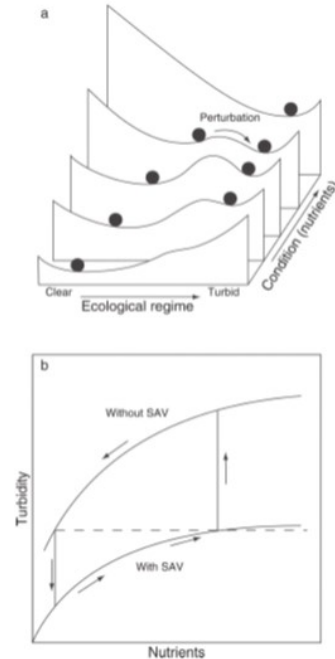 a
Perturbation
Condition (nutrients)
Clear
Turbid
Ecological regime
b
Without SAV
Turbidity
With SAV
Nutrients